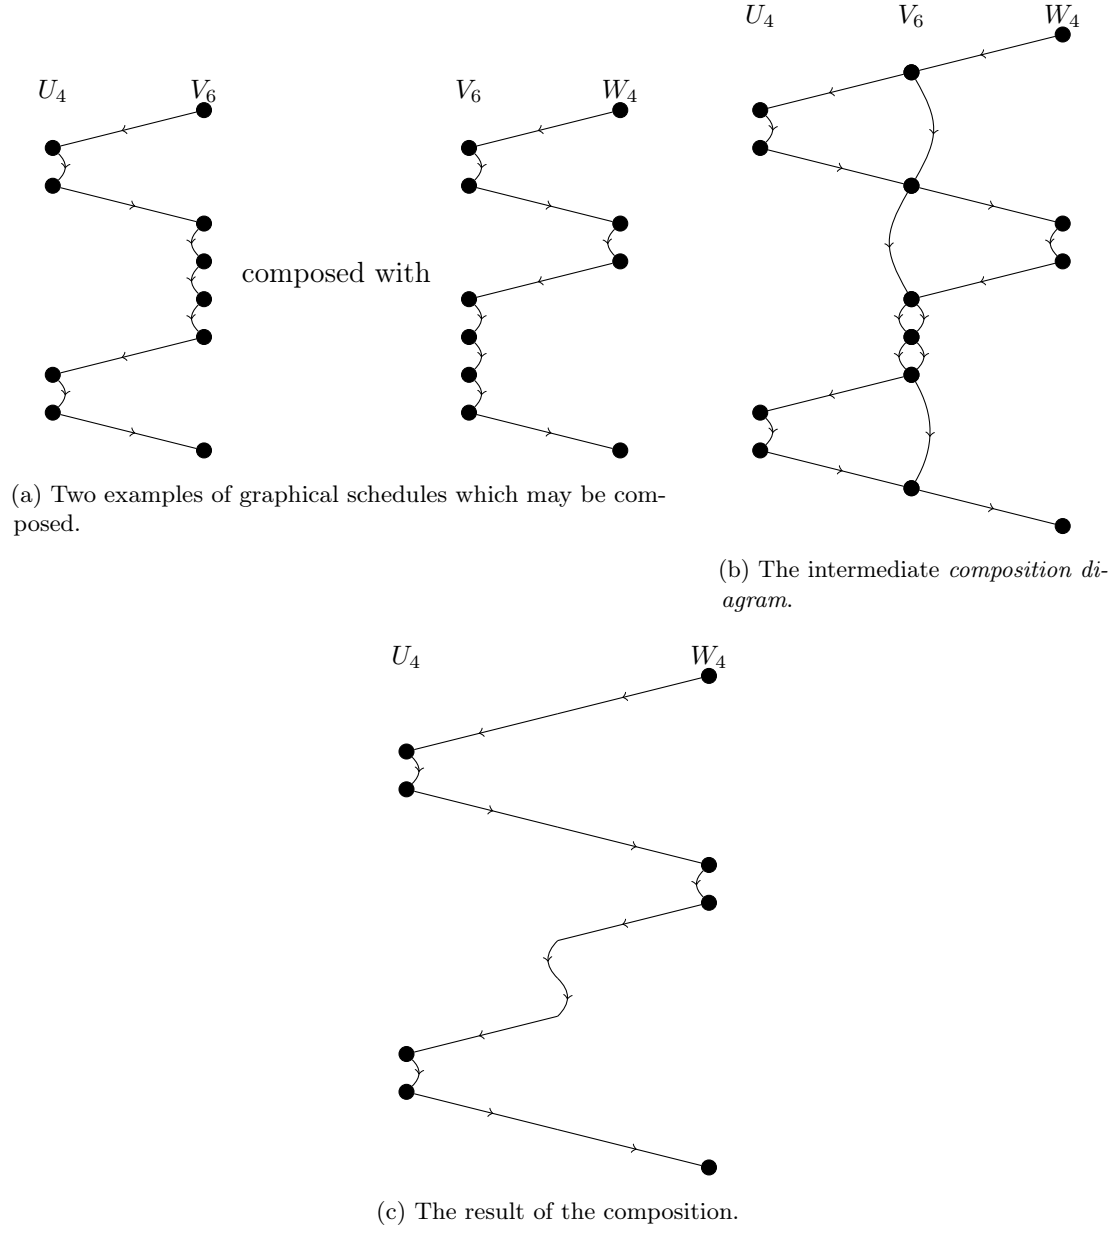 U₄ V₆ W₄
U₄ V₆ V₆ W₄
composed with
(a) Two examples of graphical schedules which may be com-
posed.
(b) The intermediate composition di-
agram.
U₄ W₄
(c) The result of the composition.